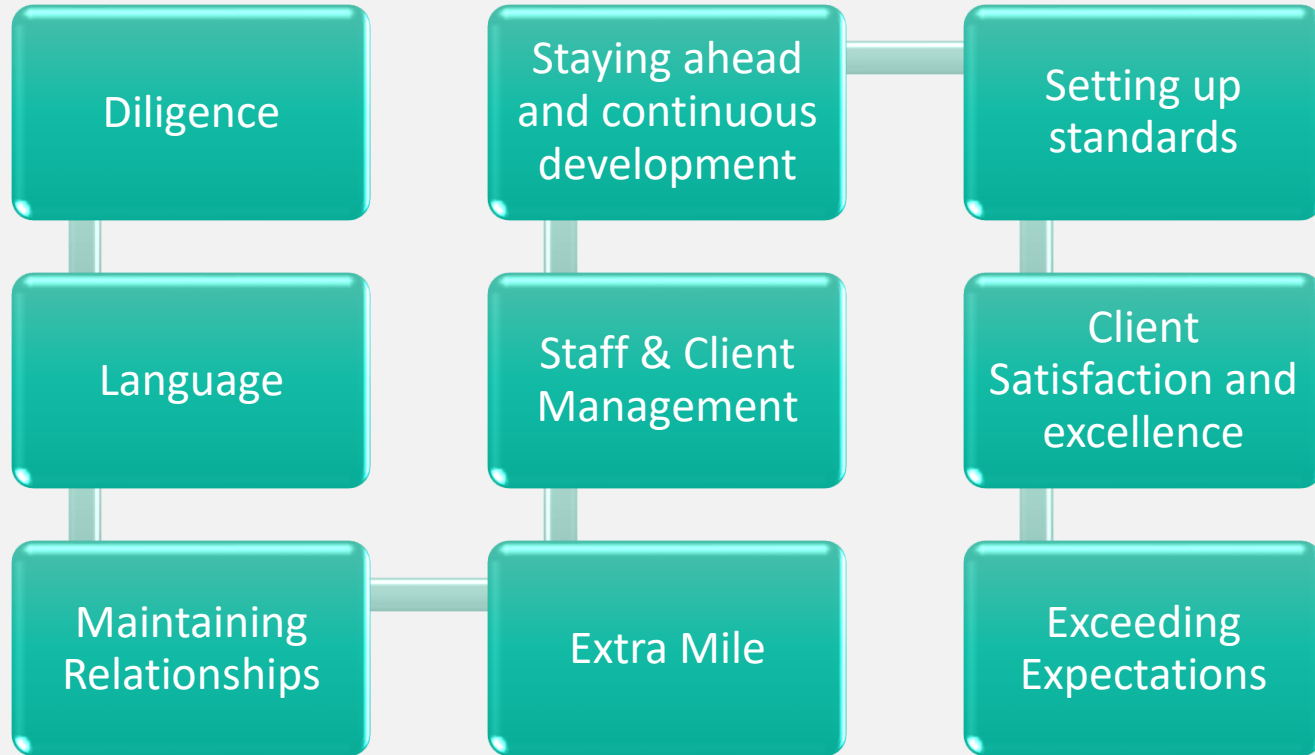 Diligence
Language
Maintaining
Relationships
Extra Mile
Staff & Client
Management
Staying ahead
and continuous
development
Setting up
standards
Client
Satisfaction and
excellence
Exceeding
Expectations